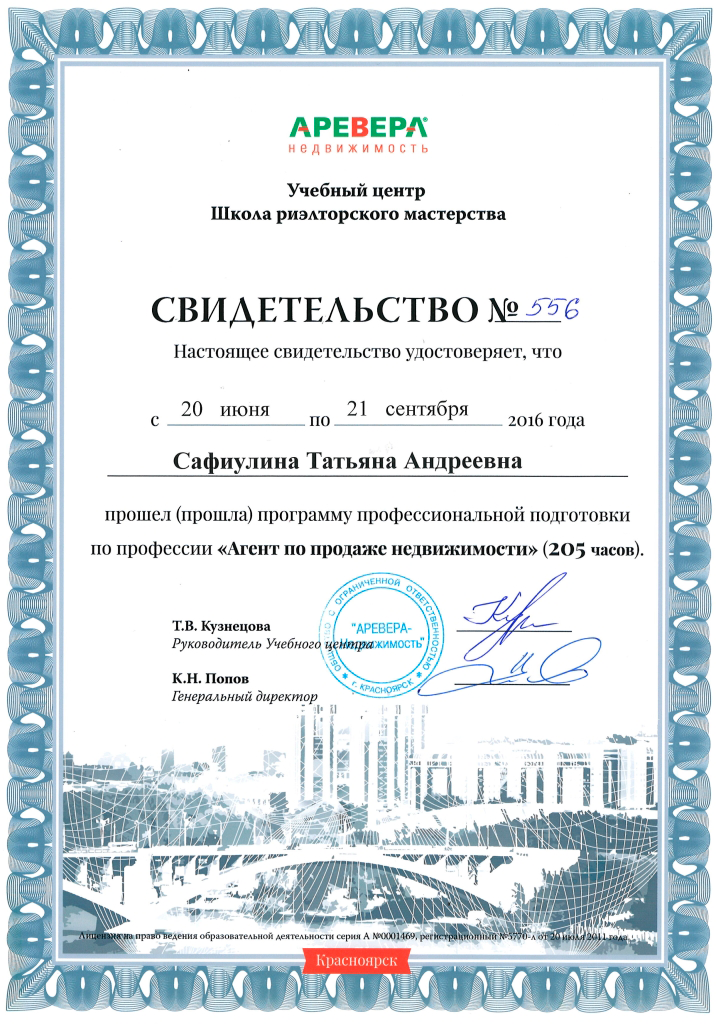 АРЕВЕРА®
недвижимость
Учебный центр
Школа риэлторского мастерства
СВИДЕТЕЛЬСТВО № 556
Настоящее свидетельство удостоверяет, что
с 20 июня по 21 сентября 2016 года
Сафиулина Татьяна Андреевна
прошел (прошла) программу профессиональной подготовки
по профессии «Агент по продаже недвижимости» (205 часов).
Т.В. Кузнецова
Руководитель Учебного центра
К.Н. Попов
Генеральный директор
ОБЩЕСТВО С ОГРАНИЧЕННОЙ ОТВЕТСТВЕННОСТЬЮ
"АРЕВЕРА-
Недвижимость"
г. КРАСНОЯРСК
Лицензия на право ведения образовательной деятельности серия А №0001469, регистрационный №5770-л от 20 июля 2011 года
Красноярск